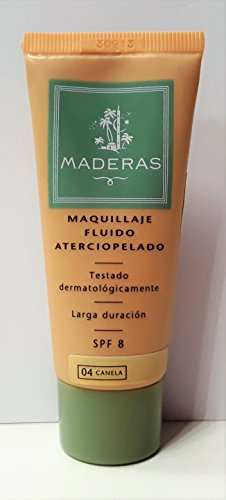 MADERAS
MAQUILLAJE
FLUIDO
ATERCIOPELADO
Testado
dermatológicamente
Larga duración
SPF 8
04 CANELA